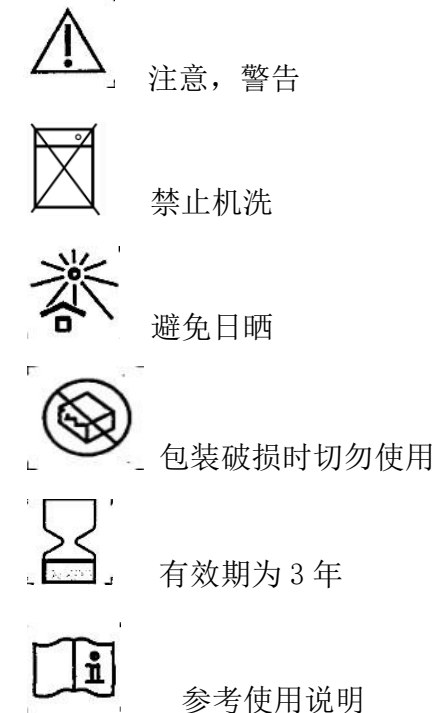 注意，警告
禁止机洗
避免日晒
包装破损时切勿使用
有效期为 3 年
参考使用说明